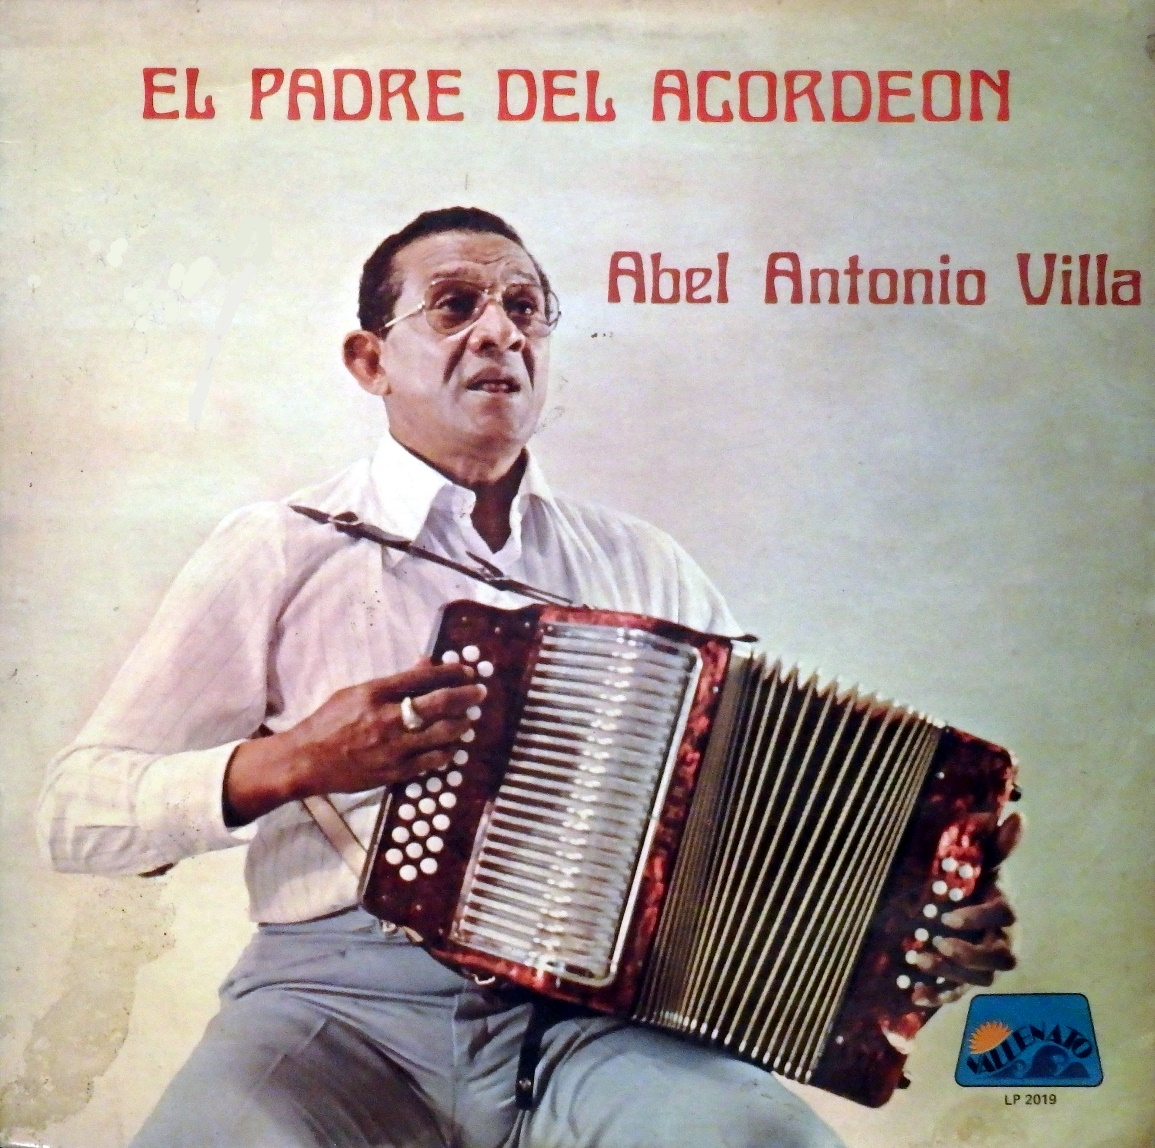 EL PADRE DEL ACORDEON
Abel Antonio Villa
VALLENATO
LP 2019